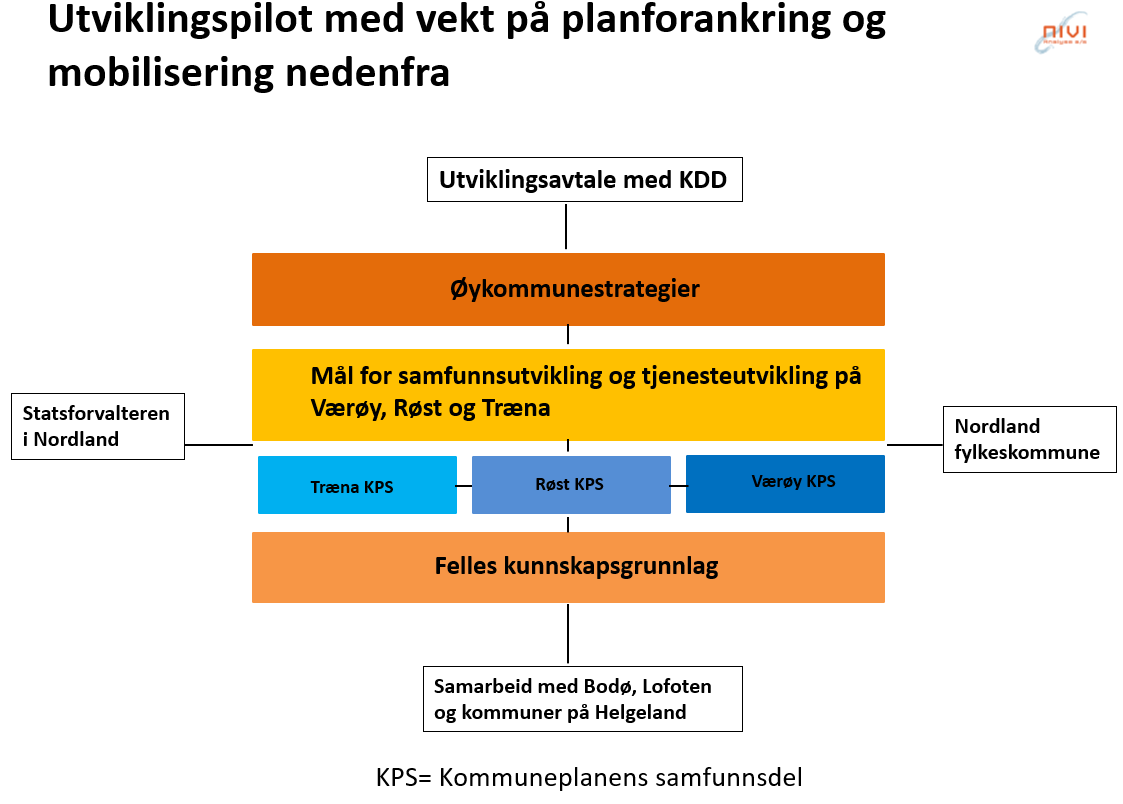 Utviklingspilot med vekt på planforankring og
mobilisering nedenfra
nivi
analyse a/s
Utviklingsavtale med KDD
Øykommunestrategier
Mål for samfunnsutvikling og tjenesteutvikling på
Værøy, Røst og Træna
Statsforvalteren
i Nordland
Nordland
fylkeskommune
Træna KPS
Røst KPS
Værøy KPS
Felles kunnskapsgrunnlag
Samarbeid med Bodø, Lofoten
og kommuner på Helgeland
KPS= Kommuneplanens samfunnsdel